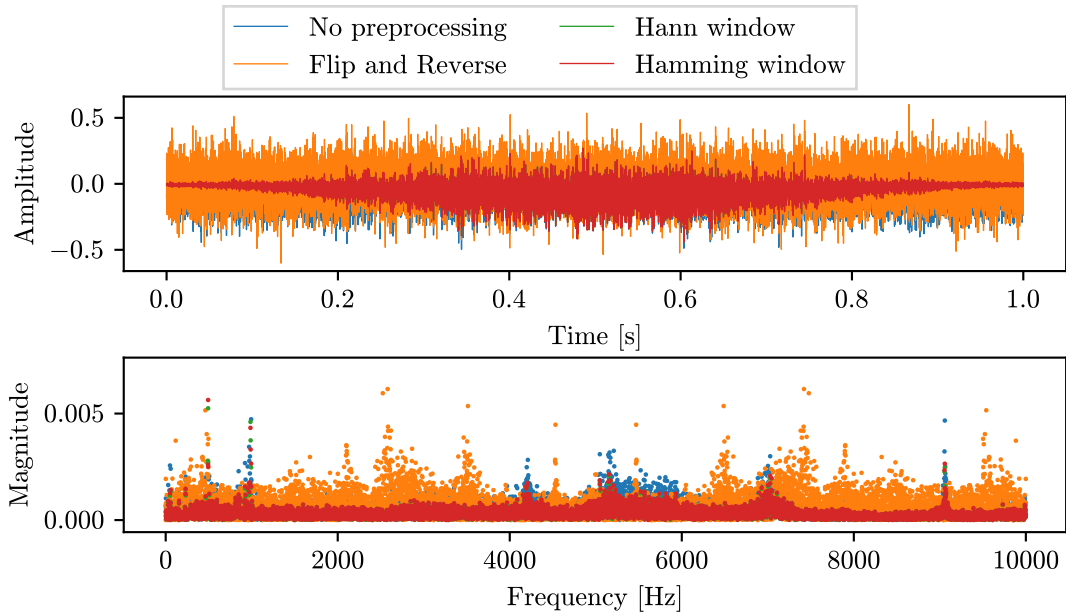 No preprocessing
Flip and Reverse
Hann window
Hamming window
Amplitude
0.5
0.0
−0.5
0.0 0.2 0.4 0.6 0.8 1.0
Time [s]
Magnitude
0.005
0.000
0 2000 4000 6000 8000 10000
Frequency [Hz]